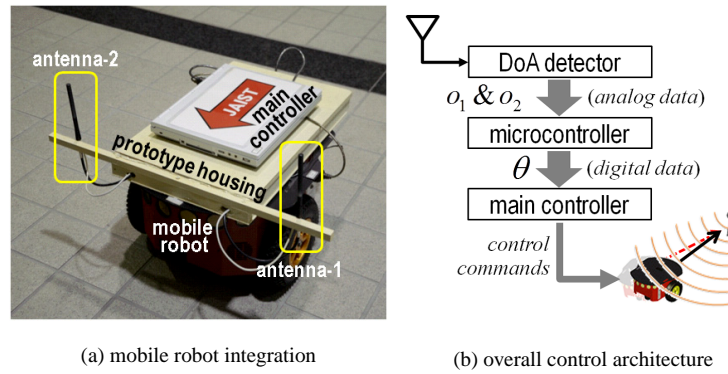 antenna-2
JAIST
main
controller
prototype housing
mobile
robot
antenna-1
(a) mobile robot integration
DoA detector
o1 & o2 (analog data)
microcontroller
θ (digital data)
main controller
control
commands
(b) overall control architecture